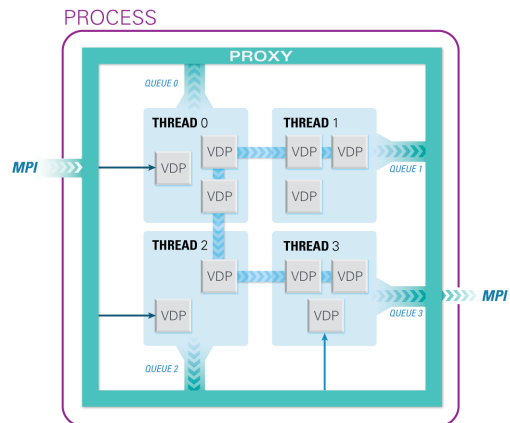 PROCESS
PROXY
QUEUE 0
THREAD 0
THREAD 1
VDP
VDP
VDP
MPI
VDP
QUEUE 1
VDP
VDP
THREAD 2
THREAD 3
VDP
VDP
VDP
MPI
VDP
VDP
QUEUE 3
QUEUE 2